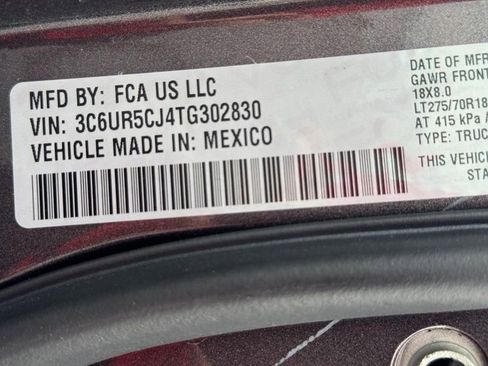 MFD BY: FCA US LLC
VIN: 3C6UR5CJ4TG302830
VEHICLE MADE IN: MEXICO
DATE OF MFR
GAWR FRONT
18X8.0
LT275/70R18
AT 415 kPa /
TYPE: TRUC
THIS VEHIC
STA